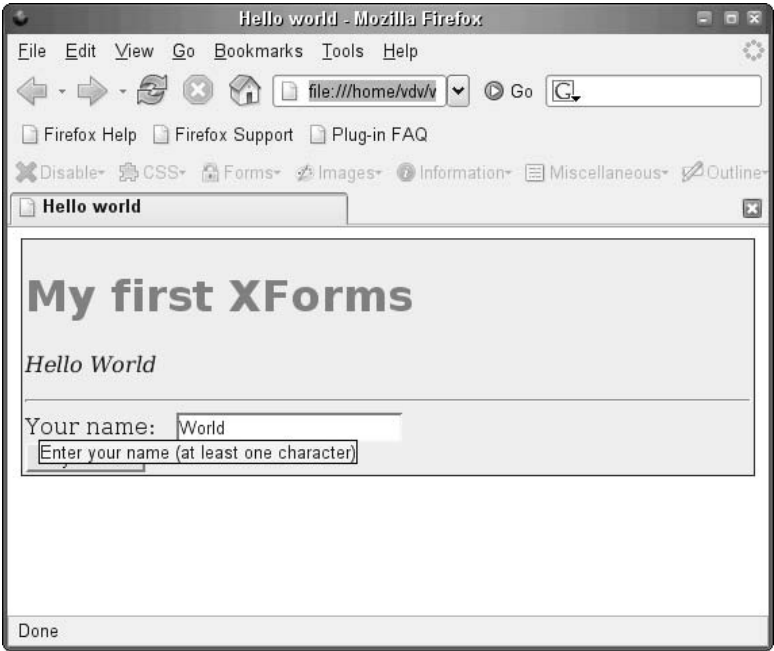 Hello world - Mozilla Firefox
File Edit View Go Bookmarks Tools Help
file:///home/vdv/v Go G
Firefox Help Firefox Support Plug-in FAQ
Disable CSS Forms Images Information Miscellaneous Outline
Hello world
My first XForms
Hello World
Your name: World
Enter your name (at least one character)
Done